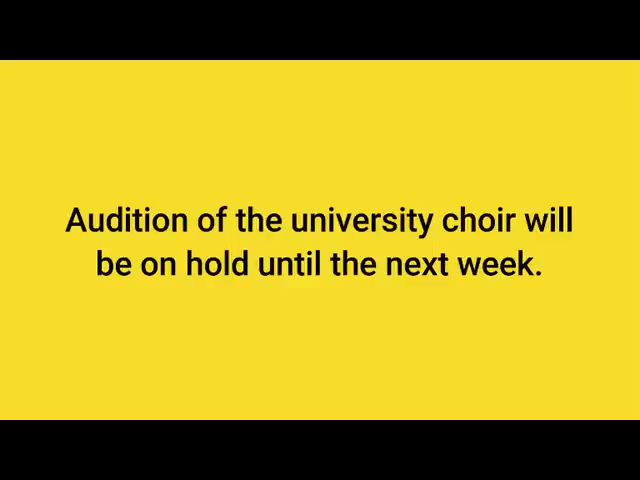 Audition of the university choir will
be on hold until the next week.